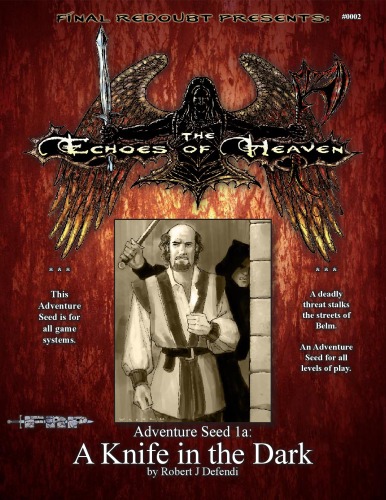 FINAL REDOUBT PRESENTS:
#0002
THE
ECHOES OF HEAVEN
* * *
This
Adventure
Seed is for
all game
systems.
* * *
A deadly
threat stalks
the streets of
Belm.
An Adventure
Seed for all
levels of play.
FRP
Adventure Seed 1a:
A Knife in the Dark
by Robert J Defendi